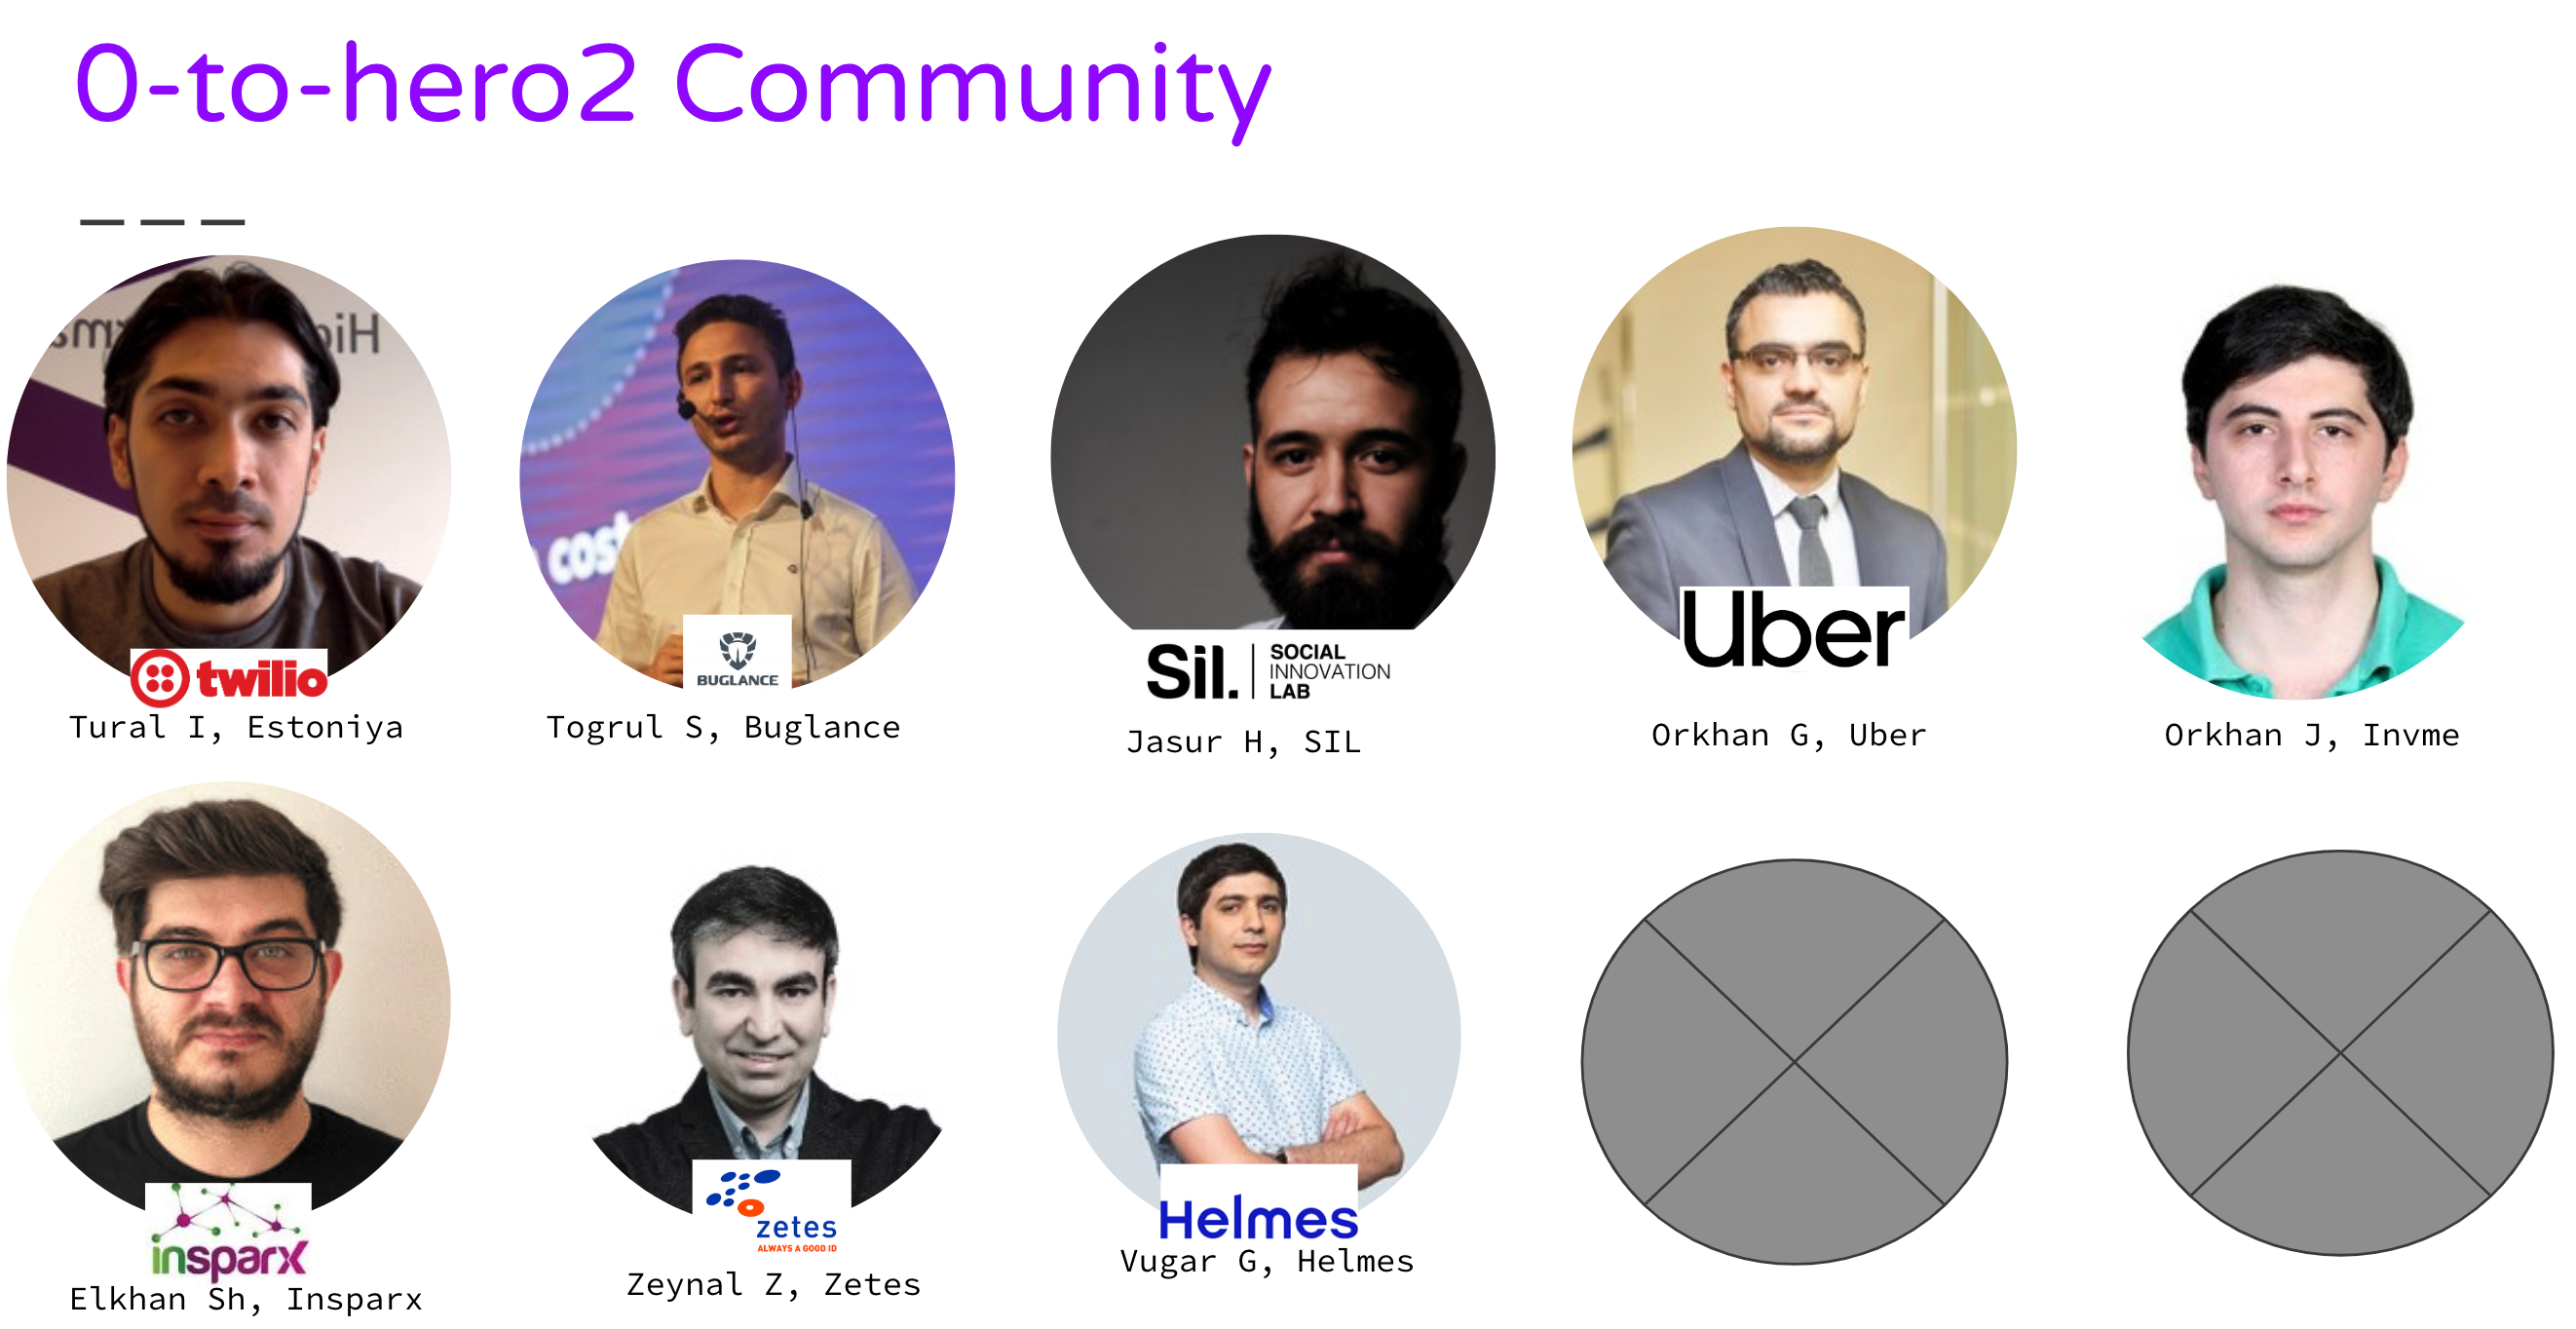 0-to-hero2 Community
twilio
Tural I, Estoniya
cost
BUGLANCE
Togrul S, Buglance
Sil.
SOCIAL
INNOVATION
LAB
Jasur H, SIL
Uber
Orkhan G, Uber
Orkhan J, Invme
insparx
Elkhan Sh, Insparx
zetes
ALWAYS A GOOD ID
Zeynal Z, Zetes
Helmes
Vugar G, Helmes